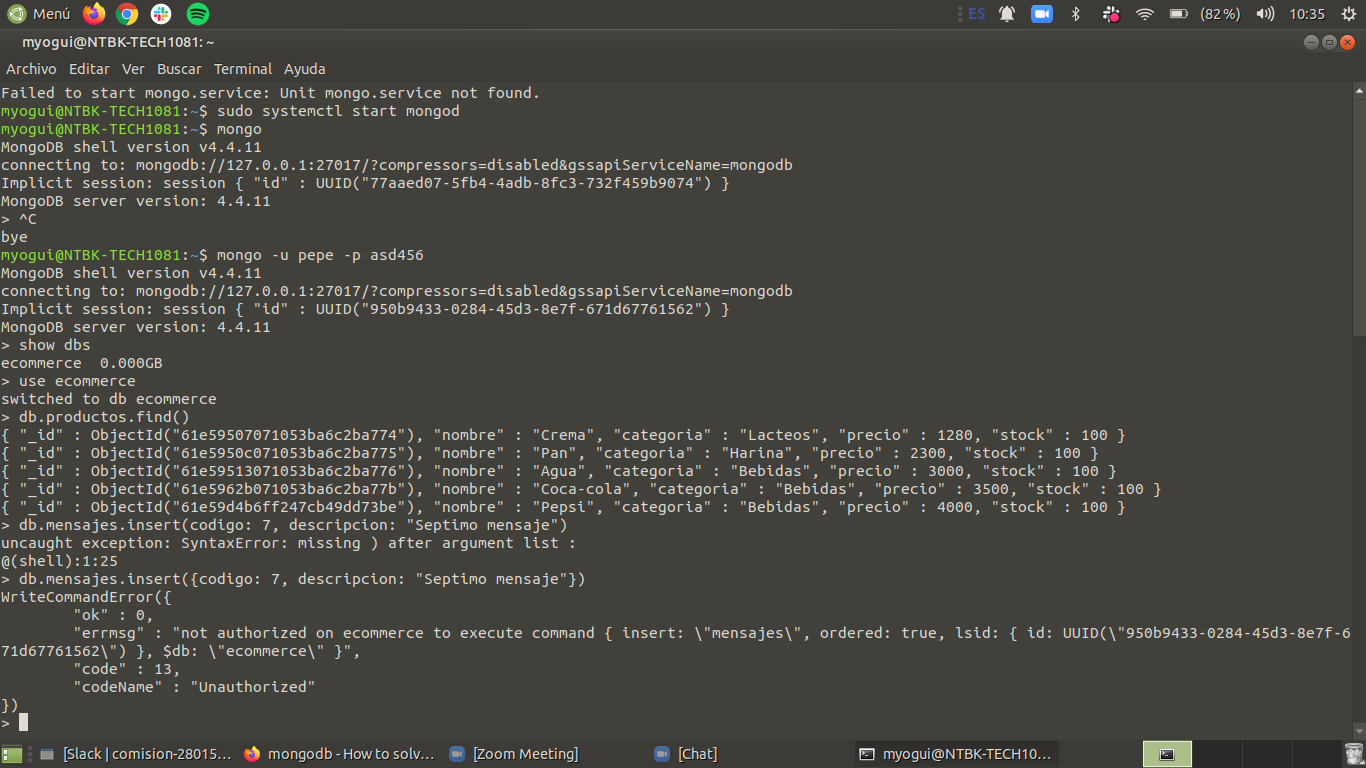 Menú
ES
(82%)
10:35
myogui@NTBK-TECH1081: ~
Archivo Editar Ver Buscar Terminal Ayuda
Failed to start mongo.service: Unit mongo.service not found.
myogui@NTBK-TECH1081:~$ sudo systemctl start mongod
myogui@NTBK-TECH1081:~$ mongo
MongoDB shell version v4.4.11
connecting to: mongodb://127.0.0.1:27017/?compressors=disabled&gssapiServiceName=mongodb
Implicit session: session { "id" : UUID("77aaed07-5fb4-4adb-8fc3-732f459b9074") }
MongoDB server version: 4.4.11
> ^C
bye
myogui@NTBK-TECH1081:~$ mongo -u pepe -p asd456
MongoDB shell version v4.4.11
connecting to: mongodb://127.0.0.1:27017/?compressors=disabled&gssapiServiceName=mongodb
Implicit session: session { "id" : UUID("950b9433-0284-45d3-8e7f-671d67761562") }
MongoDB server version: 4.4.11
> show dbs
ecommerce  0.000GB
> use ecommerce
switched to db ecommerce
> db.productos.find()
{ "_id" : ObjectId("61e59507071053ba6c2ba774"), "nombre" : "Crema", "categoria" : "Lacteos", "precio" : 1280, "stock" : 100 }
{ "_id" : ObjectId("61e5950c071053ba6c2ba775"), "nombre" : "Pan", "categoria" : "Harina", "precio" : 2300, "stock" : 100 }
{ "_id" : ObjectId("61e59513071053ba6c2ba776"), "nombre" : "Agua", "categoria" : "Bebidas", "precio" : 3000, "stock" : 100 }
{ "_id" : ObjectId("61e5962b071053ba6c2ba77b"), "nombre" : "Coca-cola", "categoria" : "Bebidas", "precio" : 3500, "stock" : 100 }
{ "_id" : ObjectId("61e59d4b6ff247cb49dd73be"), "nombre" : "Pepsi", "categoria" : "Bebidas", "precio" : 4000, "stock" : 100 }
> db.mensajes.insert(codigo: 7, descripcion: "Septimo mensaje")
uncaught exception: SyntaxError: missing ) after argument list :
@(shell):1:25
> db.mensajes.insert({codigo: 7, descripcion: "Septimo mensaje"})
WriteCommandError({
        "ok" : 0,
        "errmsg" : "not authorized on ecommerce to execute command { insert: \"mensajes\", ordered: true, lsid: { id: UUID(\"950b9433-0284-45d3-8e7f-6
71d67761562\") }, $db: \"ecommerce\" }",
        "code" : 13,
        "codeName" : "Unauthorized"
})
>
[Slack | comision-28015...
mongodb - How to solv...
[Zoom Meeting]
[Chat]
myogui@NTBK-TECH10...